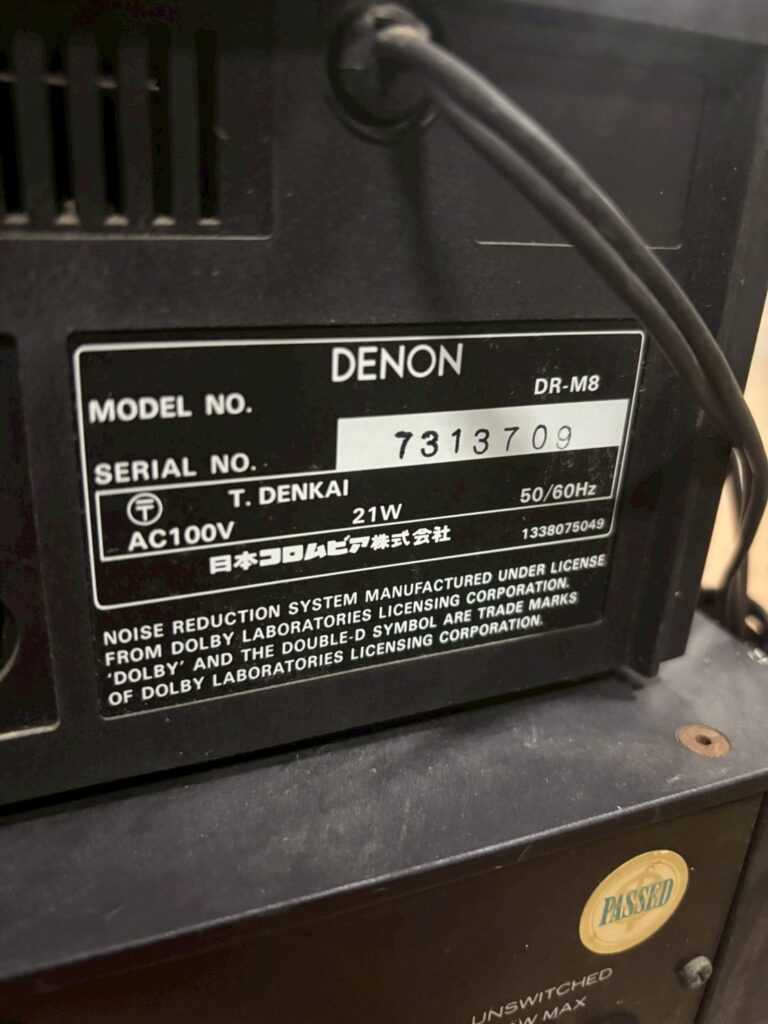 DENON
MODEL NO. DR-M8
SERIAL NO. 7313709
〒 T. DENKAI
AC100V 21W 50/60Hz
日本コロムビア株式会社 1338075049
NOISE REDUCTION SYSTEM MANUFACTURED UNDER LICENSE
FROM DOLBY LABORATORIES LICENSING CORPORATION.
'DOLBY' AND THE DOUBLE-D SYMBOL ARE TRADE MARKS
OF DOLBY LABORATORIES LICENSING CORPORATION.
PASSED
UNSWITCHED
W MAX